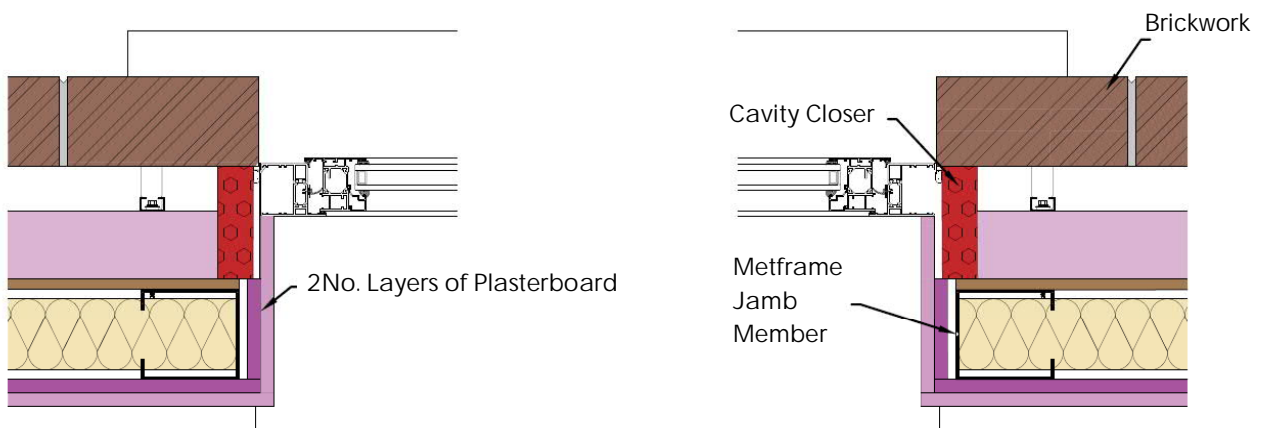 Brickwork
Cavity Closer
2No. Layers of Plasterboard
Metframe
Jamb
Member